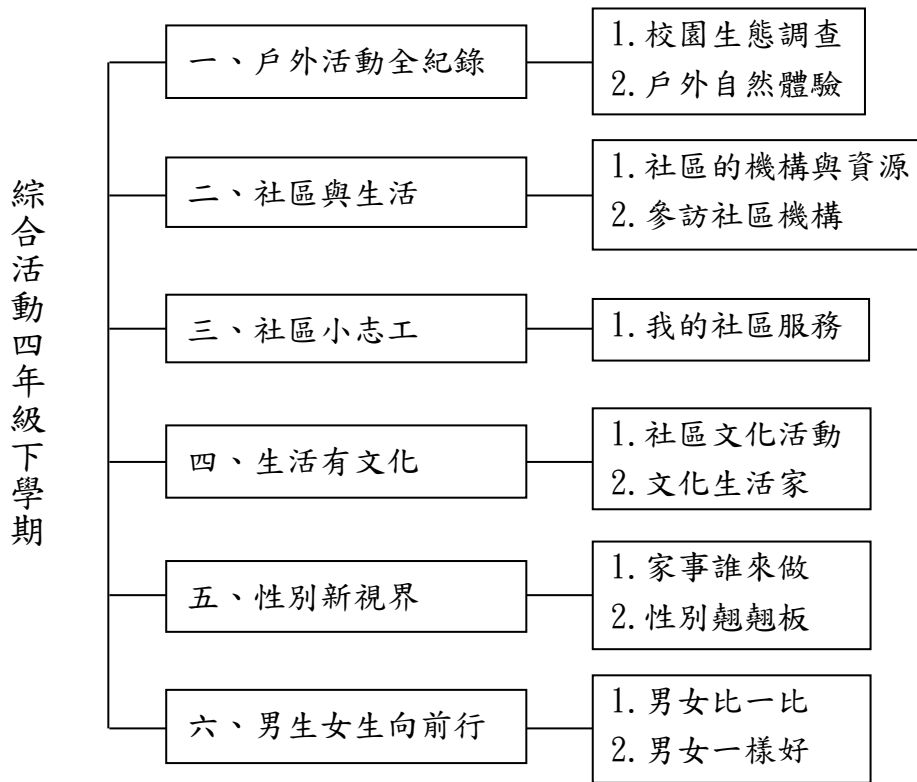 綜合活動四年級下學期
一、戶外活動全紀錄
1.校園生態調查
2.戶外自然體驗
二、社區與生活
1.社區的機構與資源
2.參訪社區機構
三、社區小志工
1.我的社區服務
四、生活有文化
1.社區文化活動
2.文化生活家
五、性別新視界
1.家事誰來做
2.性別翹翹板
六、男生女生向前行
1.男女比一比
2.男女一樣好